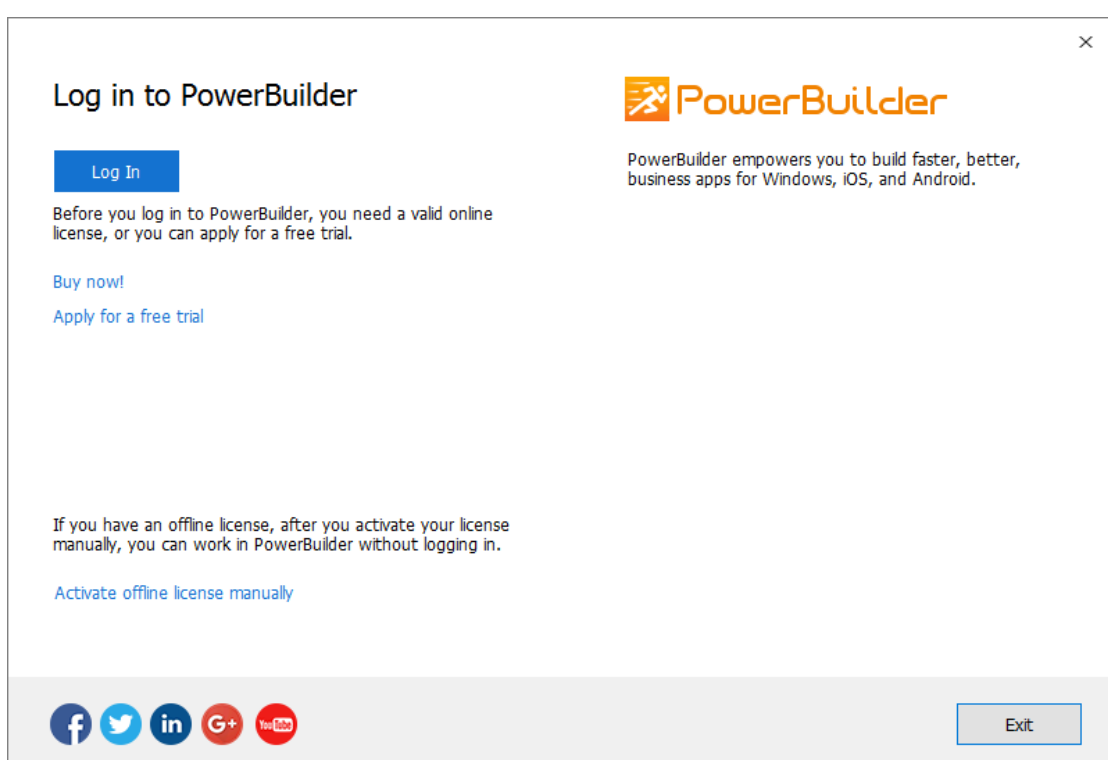 Log in to PowerBuilder
Log In
Before you log in to PowerBuilder, you need a valid online
license, or you can apply for a free trial.
Buy now!
Apply for a free trial
If you have an offline license, after you activate your license
manually, you can work in PowerBuilder without logging in.
Activate offline license manually
PowerBuilder
PowerBuilder empowers you to build faster, better,
business apps for Windows, iOS, and Android.
f
in
G+
YouTube
Exit